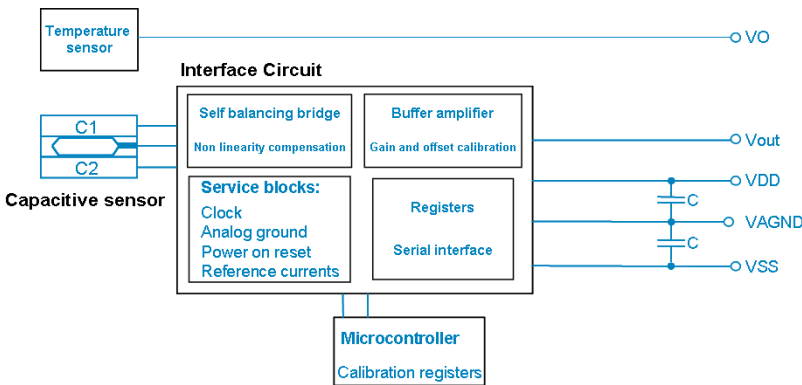 Temperature
sensor
VO
Interface Circuit
Self balancing bridge
Non linearity compensation
Buffer amplifier
Gain and offset calibration
C1
C2
Capacitive sensor
Vout
Service blocks:
Clock
Analog ground
Power on reset
Reference currents
Registers
Serial interface
VDD
C
VAGND
C
VSS
Microcontroller
Calibration registers